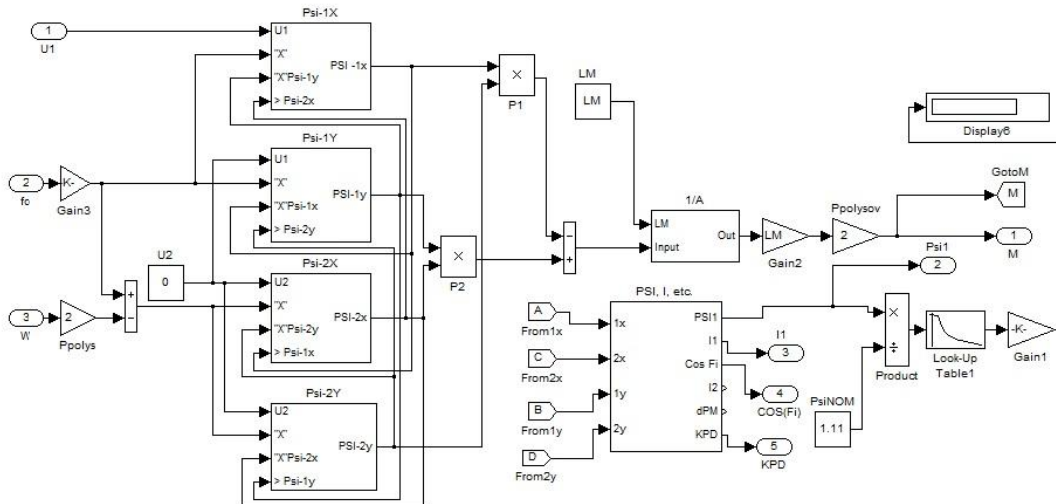 Psi-1X
1
U1
U1
"X"
"X"Psi-1y
> Psi-2x
PSI -1x
Psi-1Y
U1
"X"
"X"Psi-1x
> Psi-2y
PSI-1y
2
fc
K-
Gain3
U2
0
Psi-2X
U2
"X"
"X"Psi-2y
> Psi-1x
PSI-2x
3
W
2
Ppolys
+
−
Psi-2Y
U2
"X"
"X"Psi-2x
> Psi-1y
PSI-2y
×
P1
×
P2
LM
LM
−
+
1/A
LM
Input
Out
LM
Gain2
Ppolysov
2
Display6
GotoM
M
1
M
Psi1
2
PSI, I, etc.
A
From1x
C
From2x
B
From1y
D
From2y
1x
2x
1y
2y
PSI1
I1
Cos Fi
I2
dPM
KPD
I1
3
4
COS(Fi)
5
KPD
PsiNOM
1.11
×
÷
Product
Look-Up
Table1
-K-
Gain1